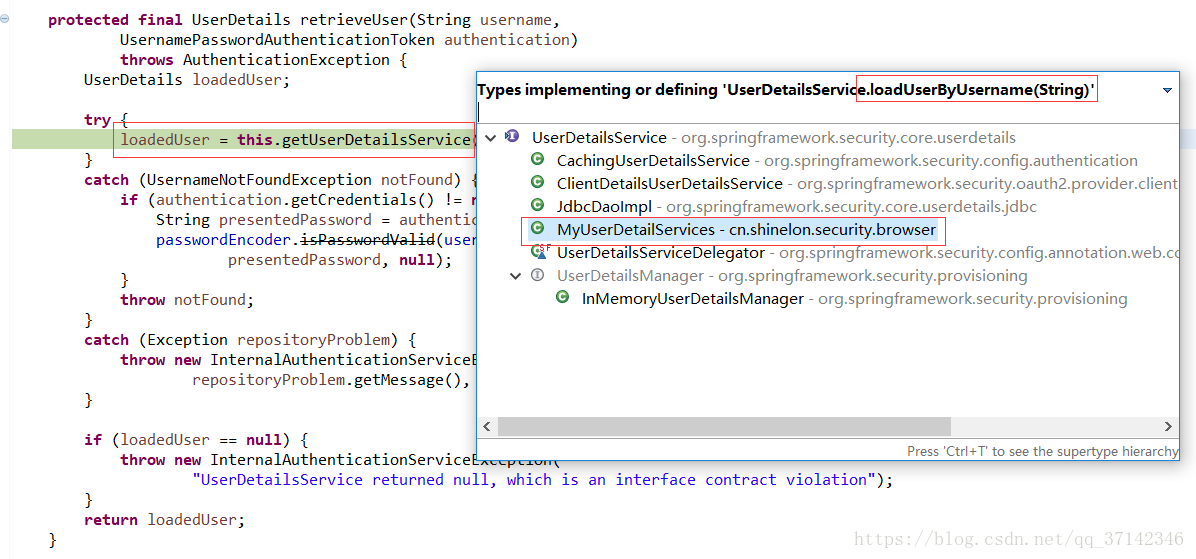 protected final UserDetails retrieveUser(String username,
UsernamePasswordAuthenticationToken authentication)
throws AuthenticationException {
UserDetails loadedUser;
try {
loadedUser = this.getUserDetailsService
}
catch (UsernameNotFoundException notFound) {
if (authentication.getCredentials() != n
String presentedPassword = authentic
passwordEncoder.isPasswordValid(user
presentedPassword, null);
}
throw notFound;
}
catch (Exception repositoryProblem) {
throw new InternalAuthenticationServiceE
repositoryProblem.getMessage(),
}
if (loadedUser == null) {
throw new InternalAuthenticationServiceException(
"UserDetailsService returned null, which is an interface contract violation");
}
return loadedUser;
}
Types implementing or defining 'UserDetailsService.loadUserByUsername(String)'
UserDetailsService - org.springframework.security.core.userdetails
CachingUserDetailsService - org.springframework.security.config.authentication
ClientDetailsUserDetailsService - org.springframework.security.oauth2.provider.client
JdbcDaoImpl - org.springframework.security.core.userdetails.jdbc
MyUserDetailServices - cn.shinelon.security.browser
UserDetailsServiceDelegator - org.springframework.security.config.annotation.web.co
UserDetailsManager - org.springframework.security.provisioning
InMemoryUserDetailsManager - org.springframework.security.provisioning
Press 'Ctrl+T' to see the supertype hierarchy
https://blog.csdn.net/qq_37142346